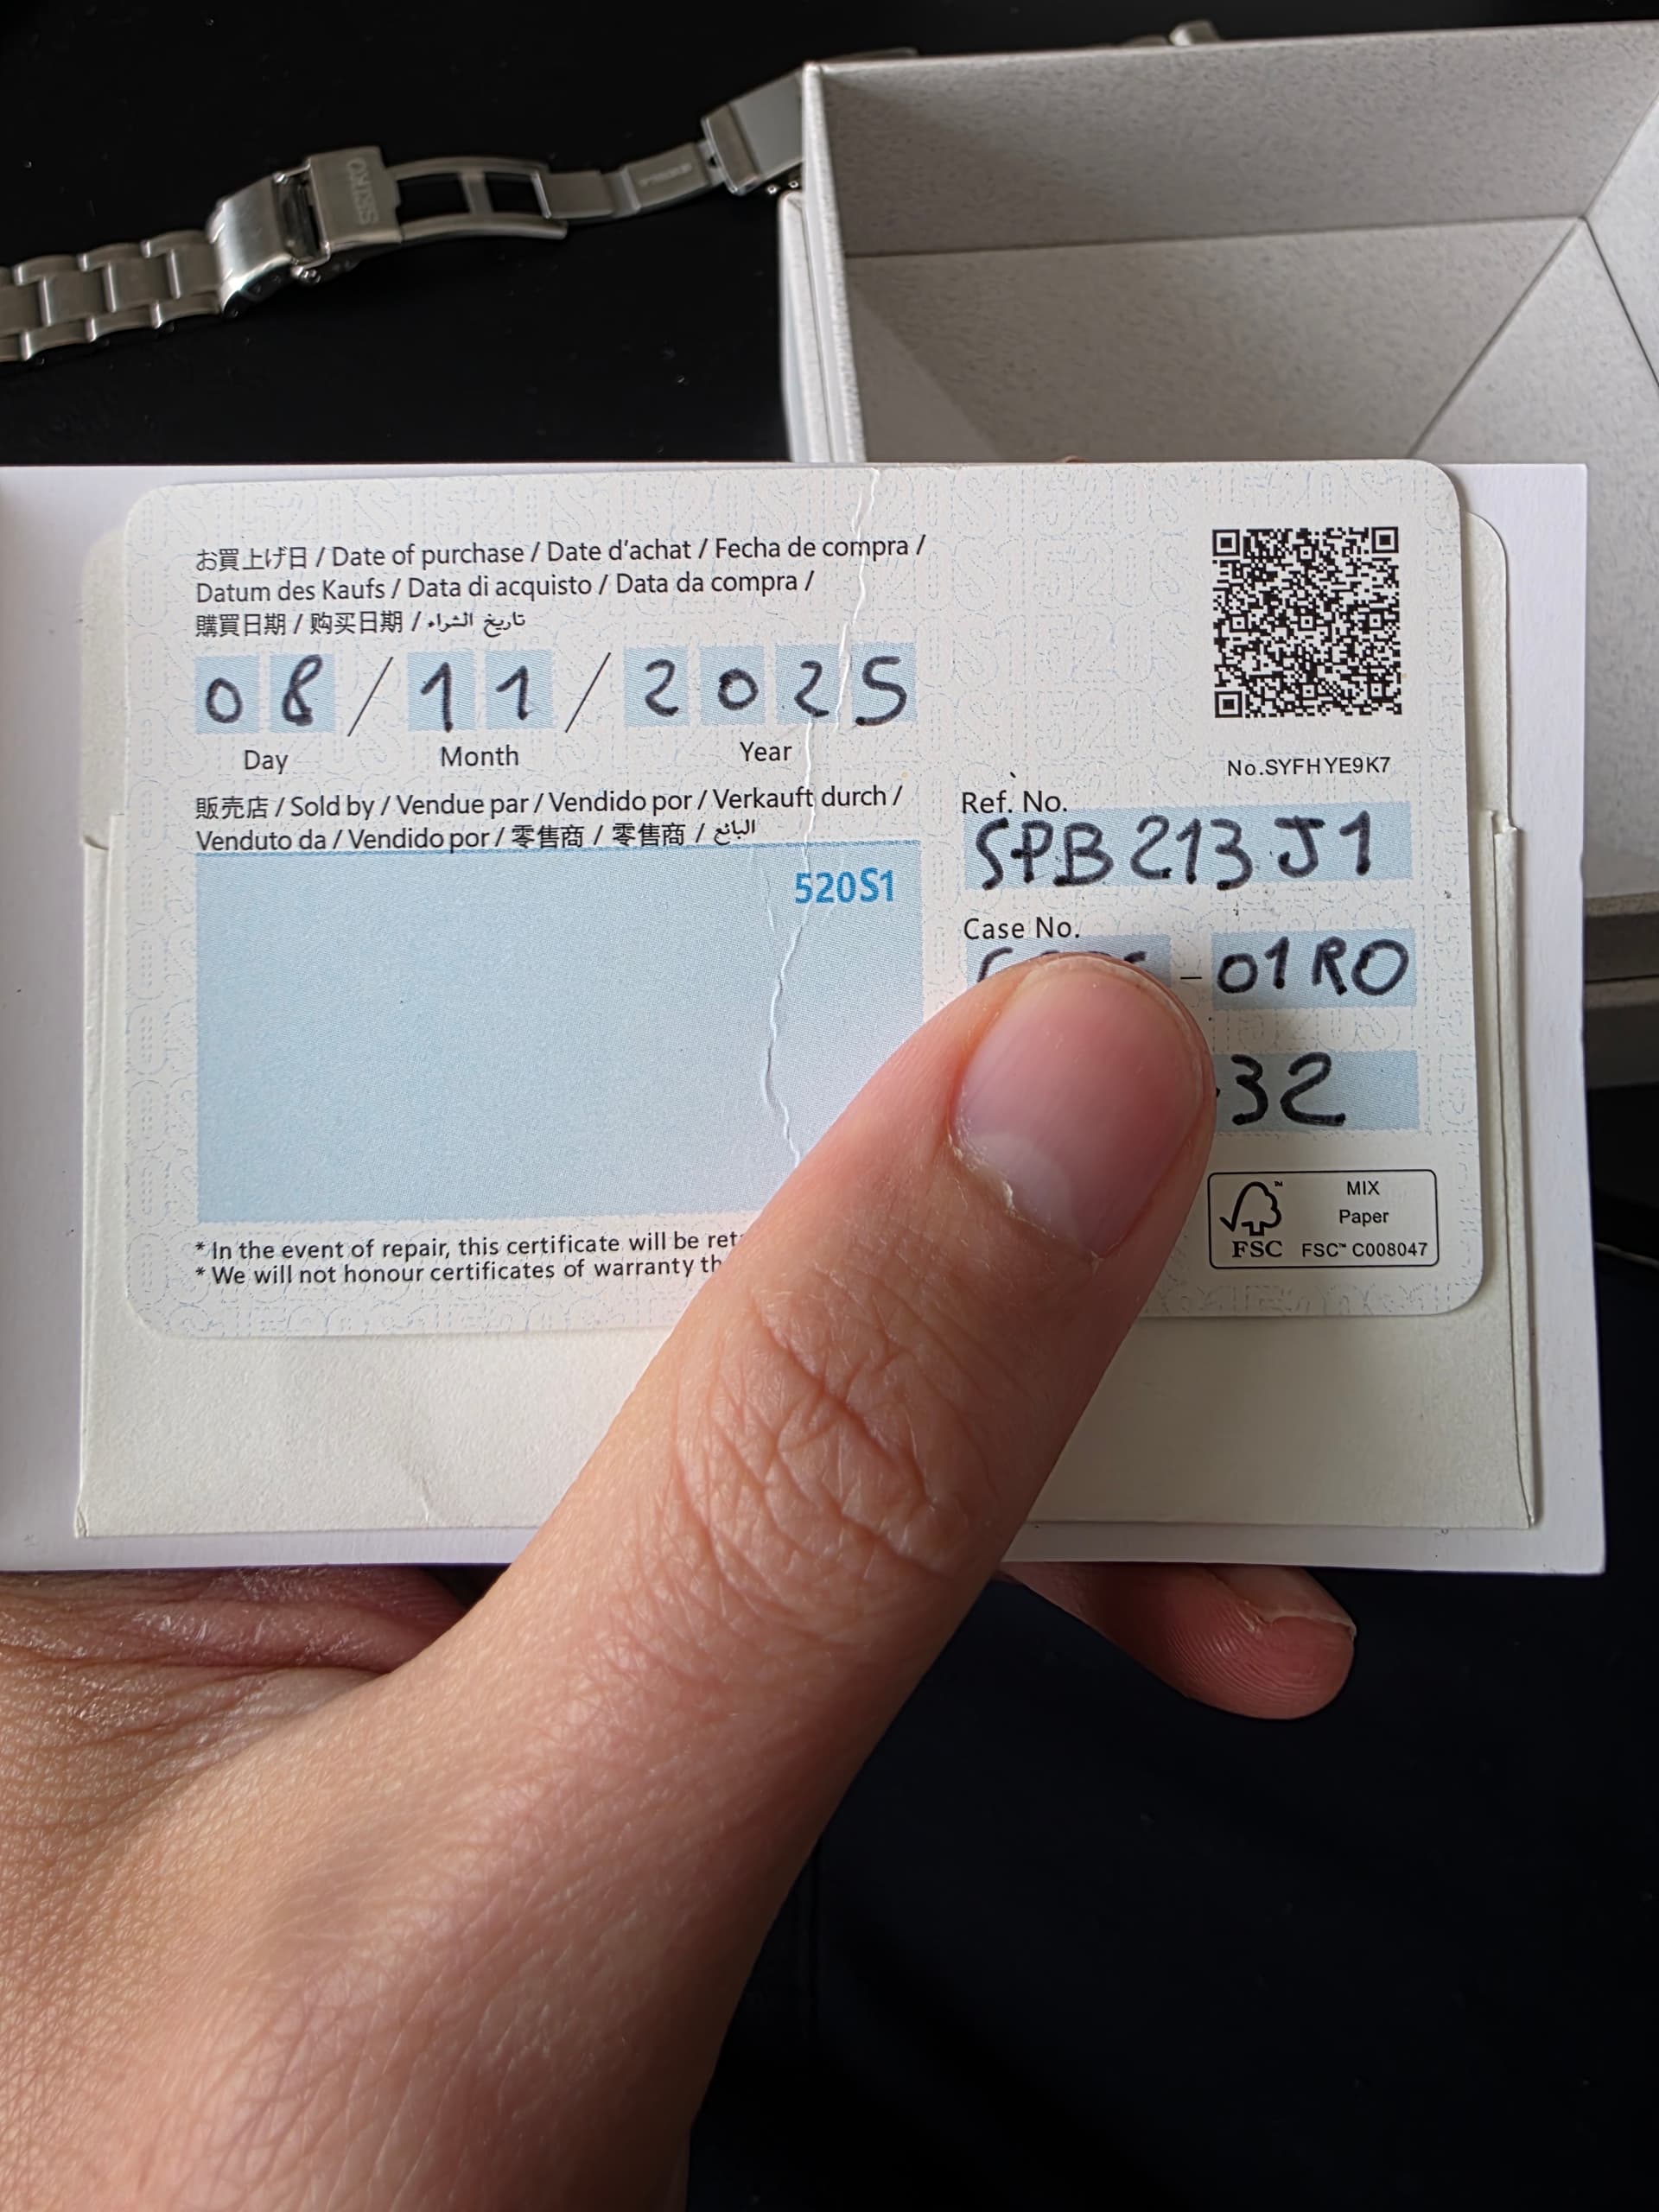 SEIKO
お買上げ日 / Date of purchase / Date d'achat / Fecha de compra /
Datum des Kaufs / Data di acquisto / Data da compra /
購買日期 / 购买日期 / تاريخ الشراء
08 / 11 / 2025
Day Month Year
No.SYFHYE9K7
販売店 / Sold by / Vendue par / Vendido por / Verkauft durch /
Venduto da / Vendido por / 零售商 / 零售商 / البائع
520S1
Ref. No.
SPB213J1
Case No.
– 01R0
32
* In the event of repair, this certificate will be
* We will not honour certificates of warranty
MIX
Paper
FSC FSC™ C008047